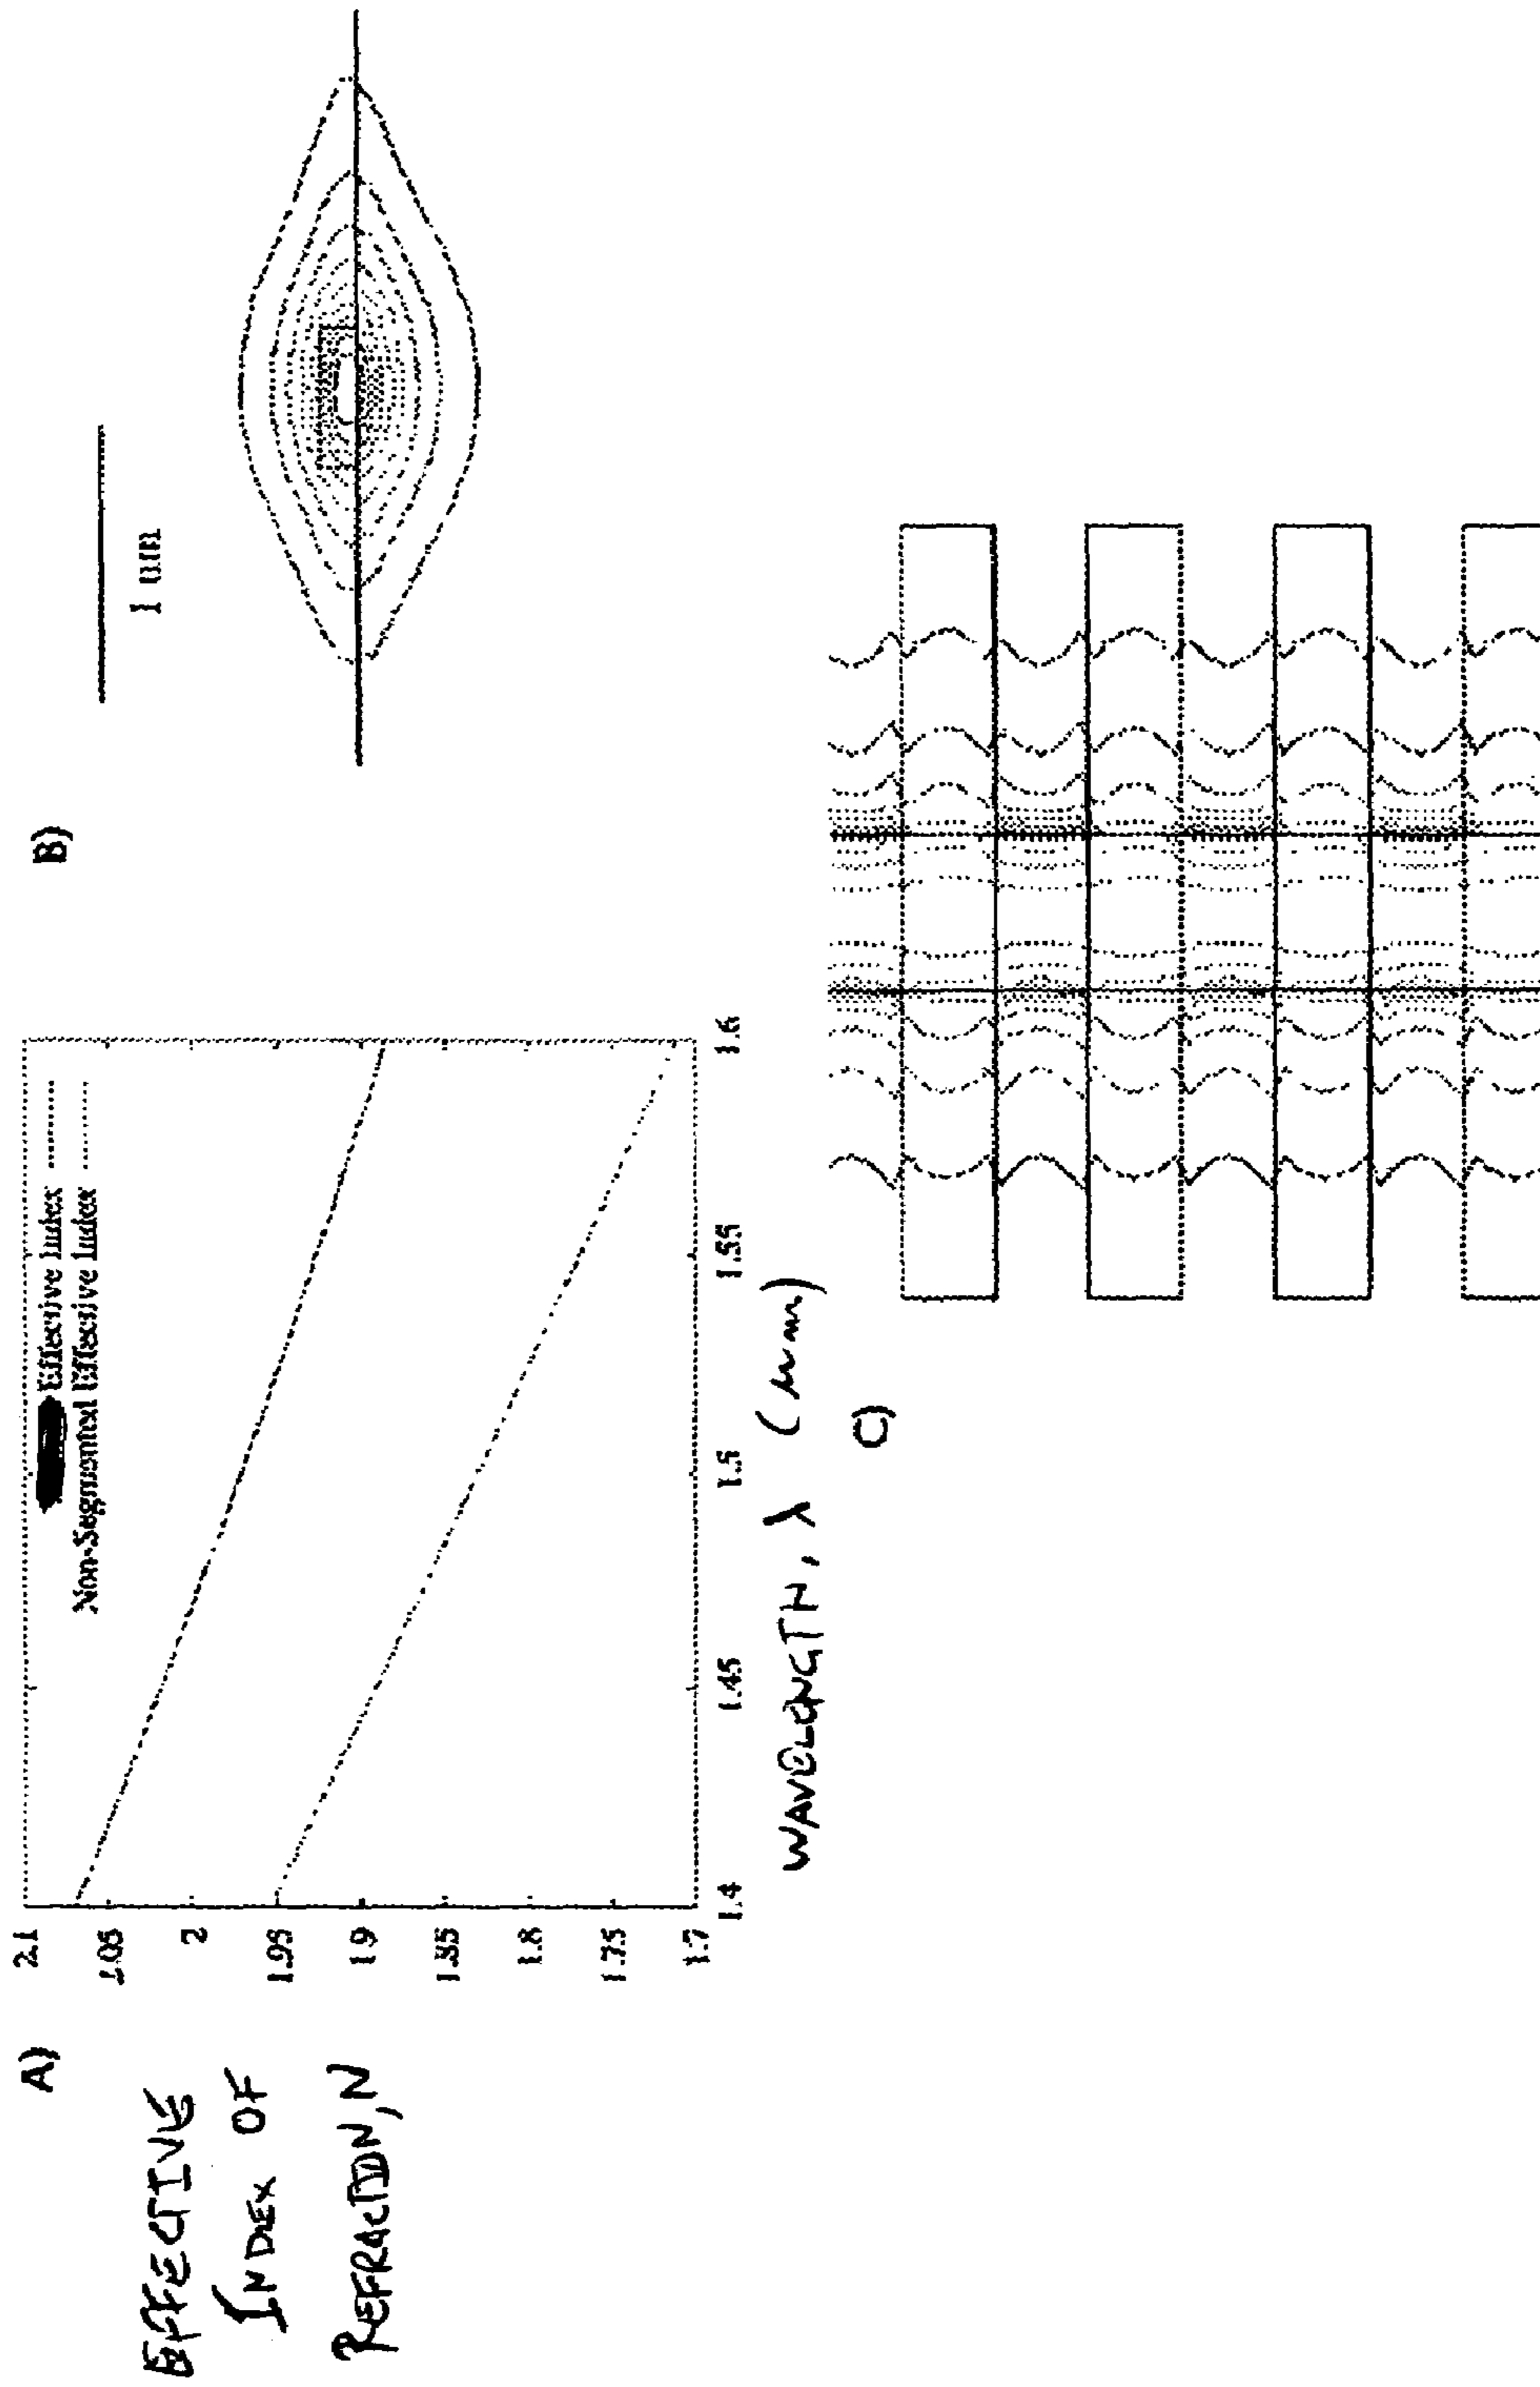 A)
EFFECTIVE
INDEX OF
REFRACTION, N
2.1
2.05
2
1.95
1.9
1.85
1.8
1.75
1.7
Effective Index
Non-Segmented Effective Index
1.4
1.45
1.5
1.55
1.6
WAVELENGTH, λ (μm)
B)
1 um
C)